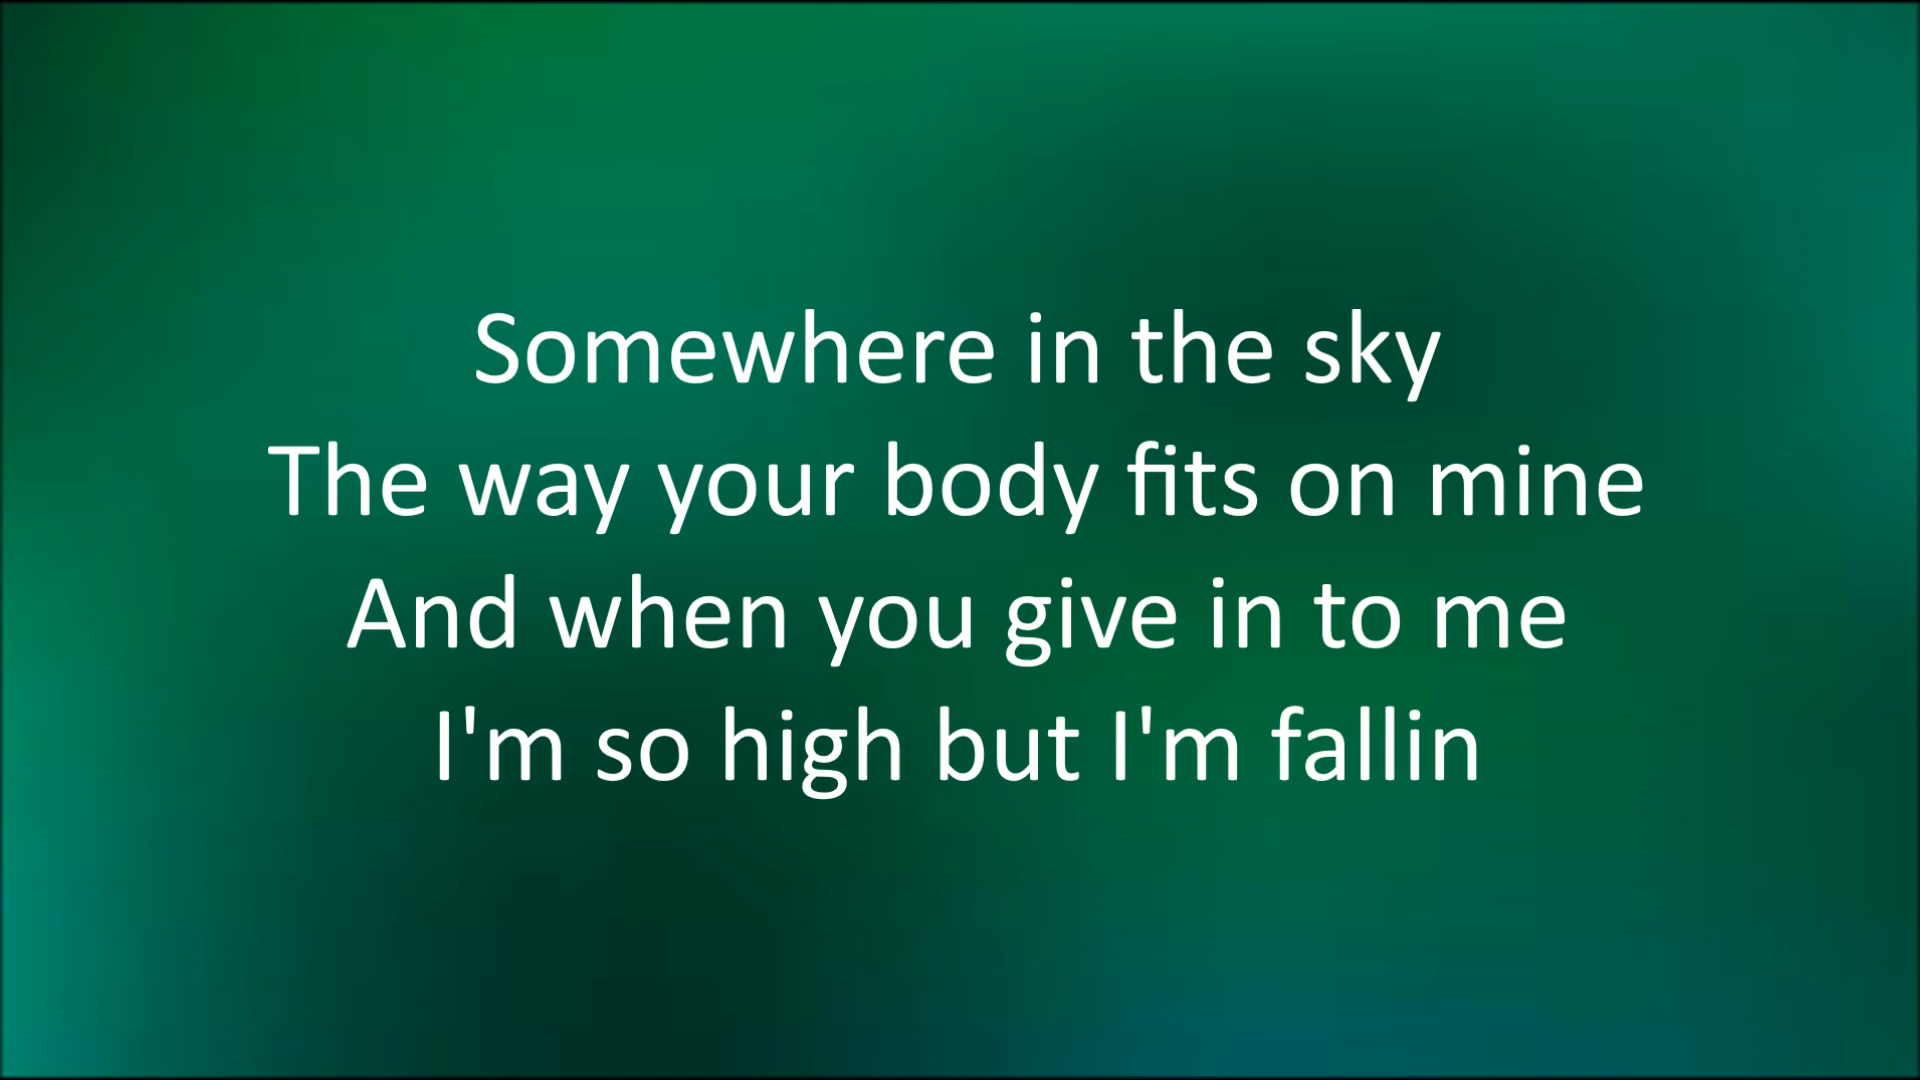 Somewhere in the sky
The way your body fits on mine
And when you give in to me
I'm so high but I'm fallin